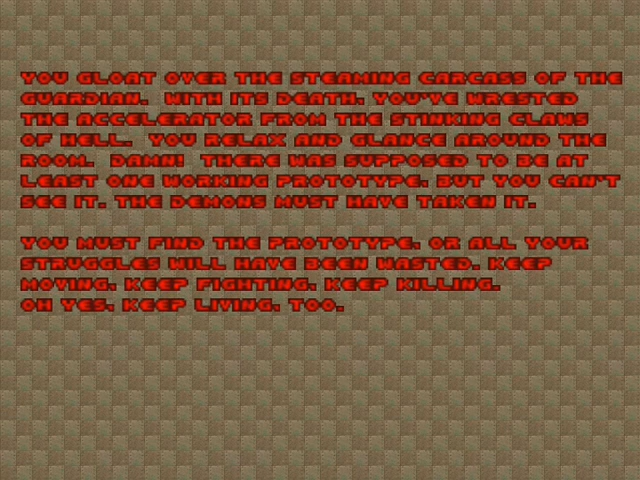 YOU GLOAT OVER THE STEAMING CARCASS OF THE
GUARDIAN.  WITH ITS DEATH, YOU'VE WRESTED
THE ACCELERATOR FROM THE STINKING CLAWS
OF HELL.  YOU RELAX AND GLANCE AROUND THE
ROOM.  DAMN!  THERE WAS SUPPOSED TO BE AT
LEAST ONE WORKING PROTOTYPE, BUT YOU CAN'T
SEE IT. THE DEMONS MUST HAVE TAKEN IT.

YOU MUST FIND THE PROTOTYPE, OR ALL YOUR
STRUGGLES WILL HAVE BEEN WASTED. KEEP
MOVING, KEEP FIGHTING, KEEP KILLING.
OH YES, KEEP LIVING, TOO.